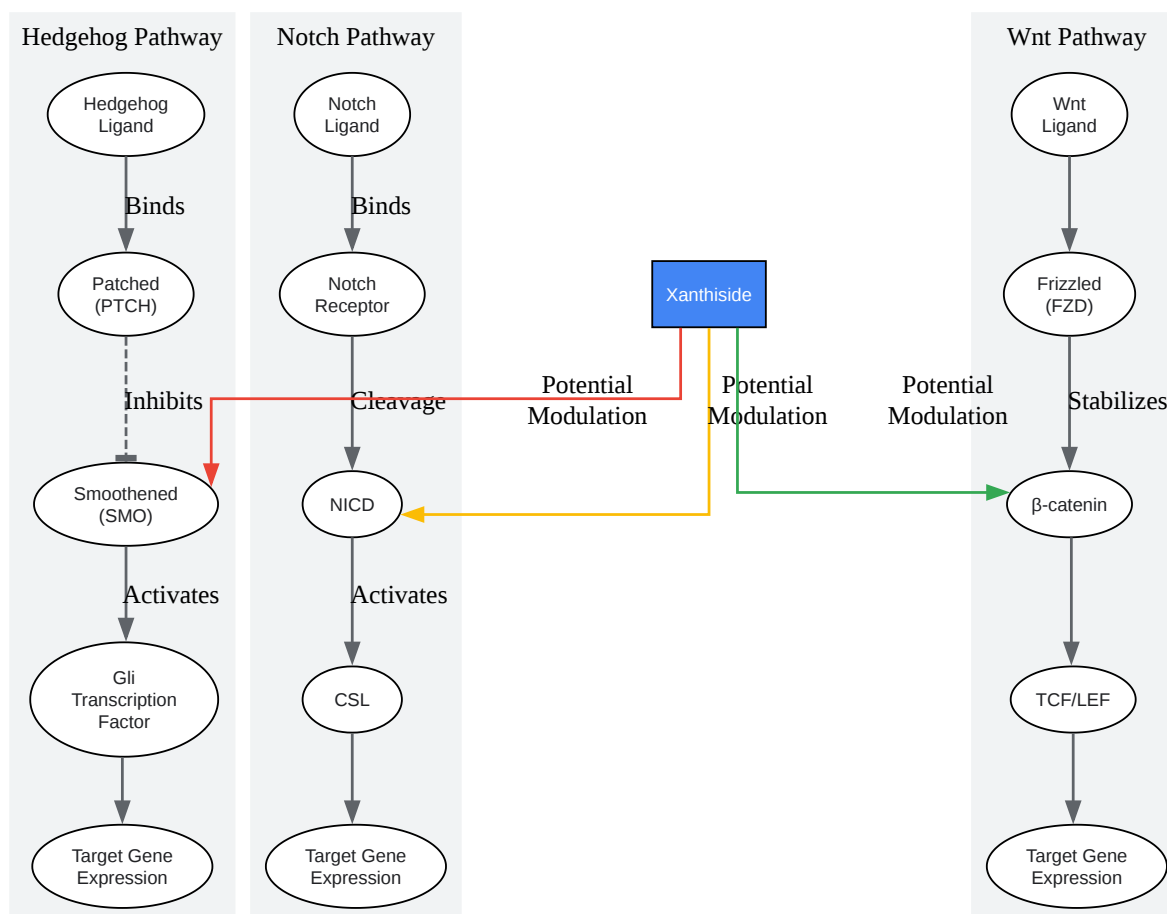 Hedgehog Pathway
Hedgehog
Ligand
Binds
Patched
(PTCH)
Inhibits
Smoothened
(SMO)
Activates
Gli
Transcription
Factor
Target Gene
Expression
Notch Pathway
Notch
Ligand
Binds
Notch
Receptor
Cleavage
NICD
Activates
CSL
Target Gene
Expression
Xanthiside
Potential
Modulation
Potential
Modulation
Potential
Modulation
Wnt Pathway
Wnt
Ligand
Frizzled
(FZD)
Stabilizes
β-catenin
TCF/LEF
Target Gene
Expression